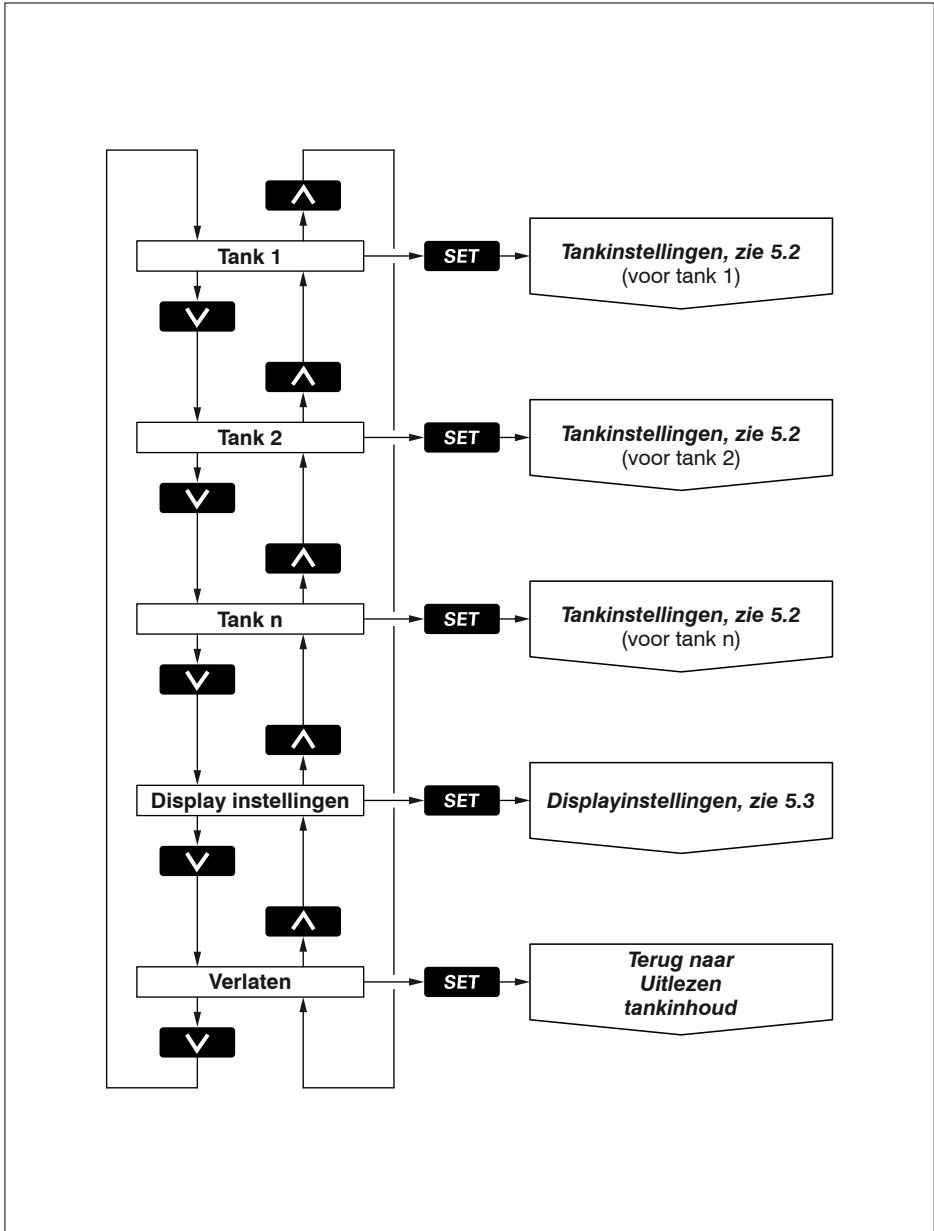 Tank 1
SET
Tankinstellingen, zie 5.2
(voor tank 1)
Tank 2
SET
Tankinstellingen, zie 5.2
(voor tank 2)
Tank n
SET
Tankinstellingen, zie 5.2
(voor tank n)
Display instellingen
SET
Displayinstellingen, zie 5.3
Verlaten
SET
Terug naar
Uitlezen
tankinhoud